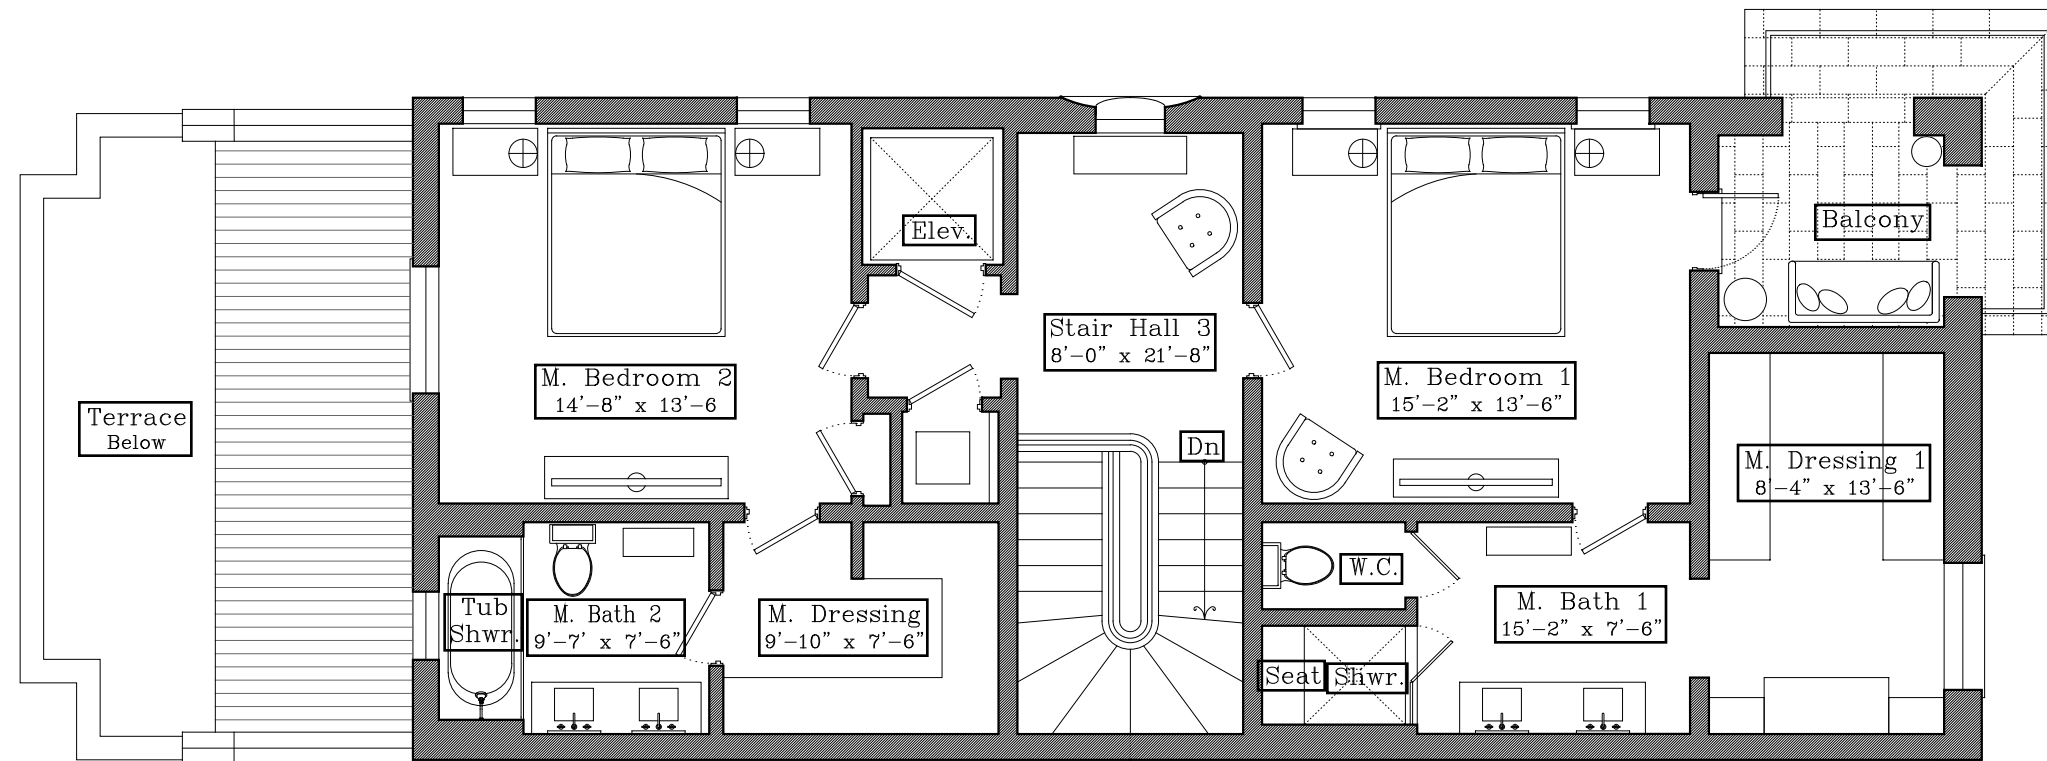 Balcony
Elev.
Stair Hall 3
8'-0" x 21'-8"
M. Bedroom 2
14'-8" x 13'-6
M. Bedroom 1
15'-2" x 13'-6"
Terrace
Below
Dn
M. Dressing 1
8'-4" x 13'-6"
W.C.
Tub
Shwr.
M. Bath 2
9'-7' x 7'-6"
M. Dressing
9'-10" x 7'-6"
M. Bath 1
15'-2" x 7'-6"
Seat
Shwr.